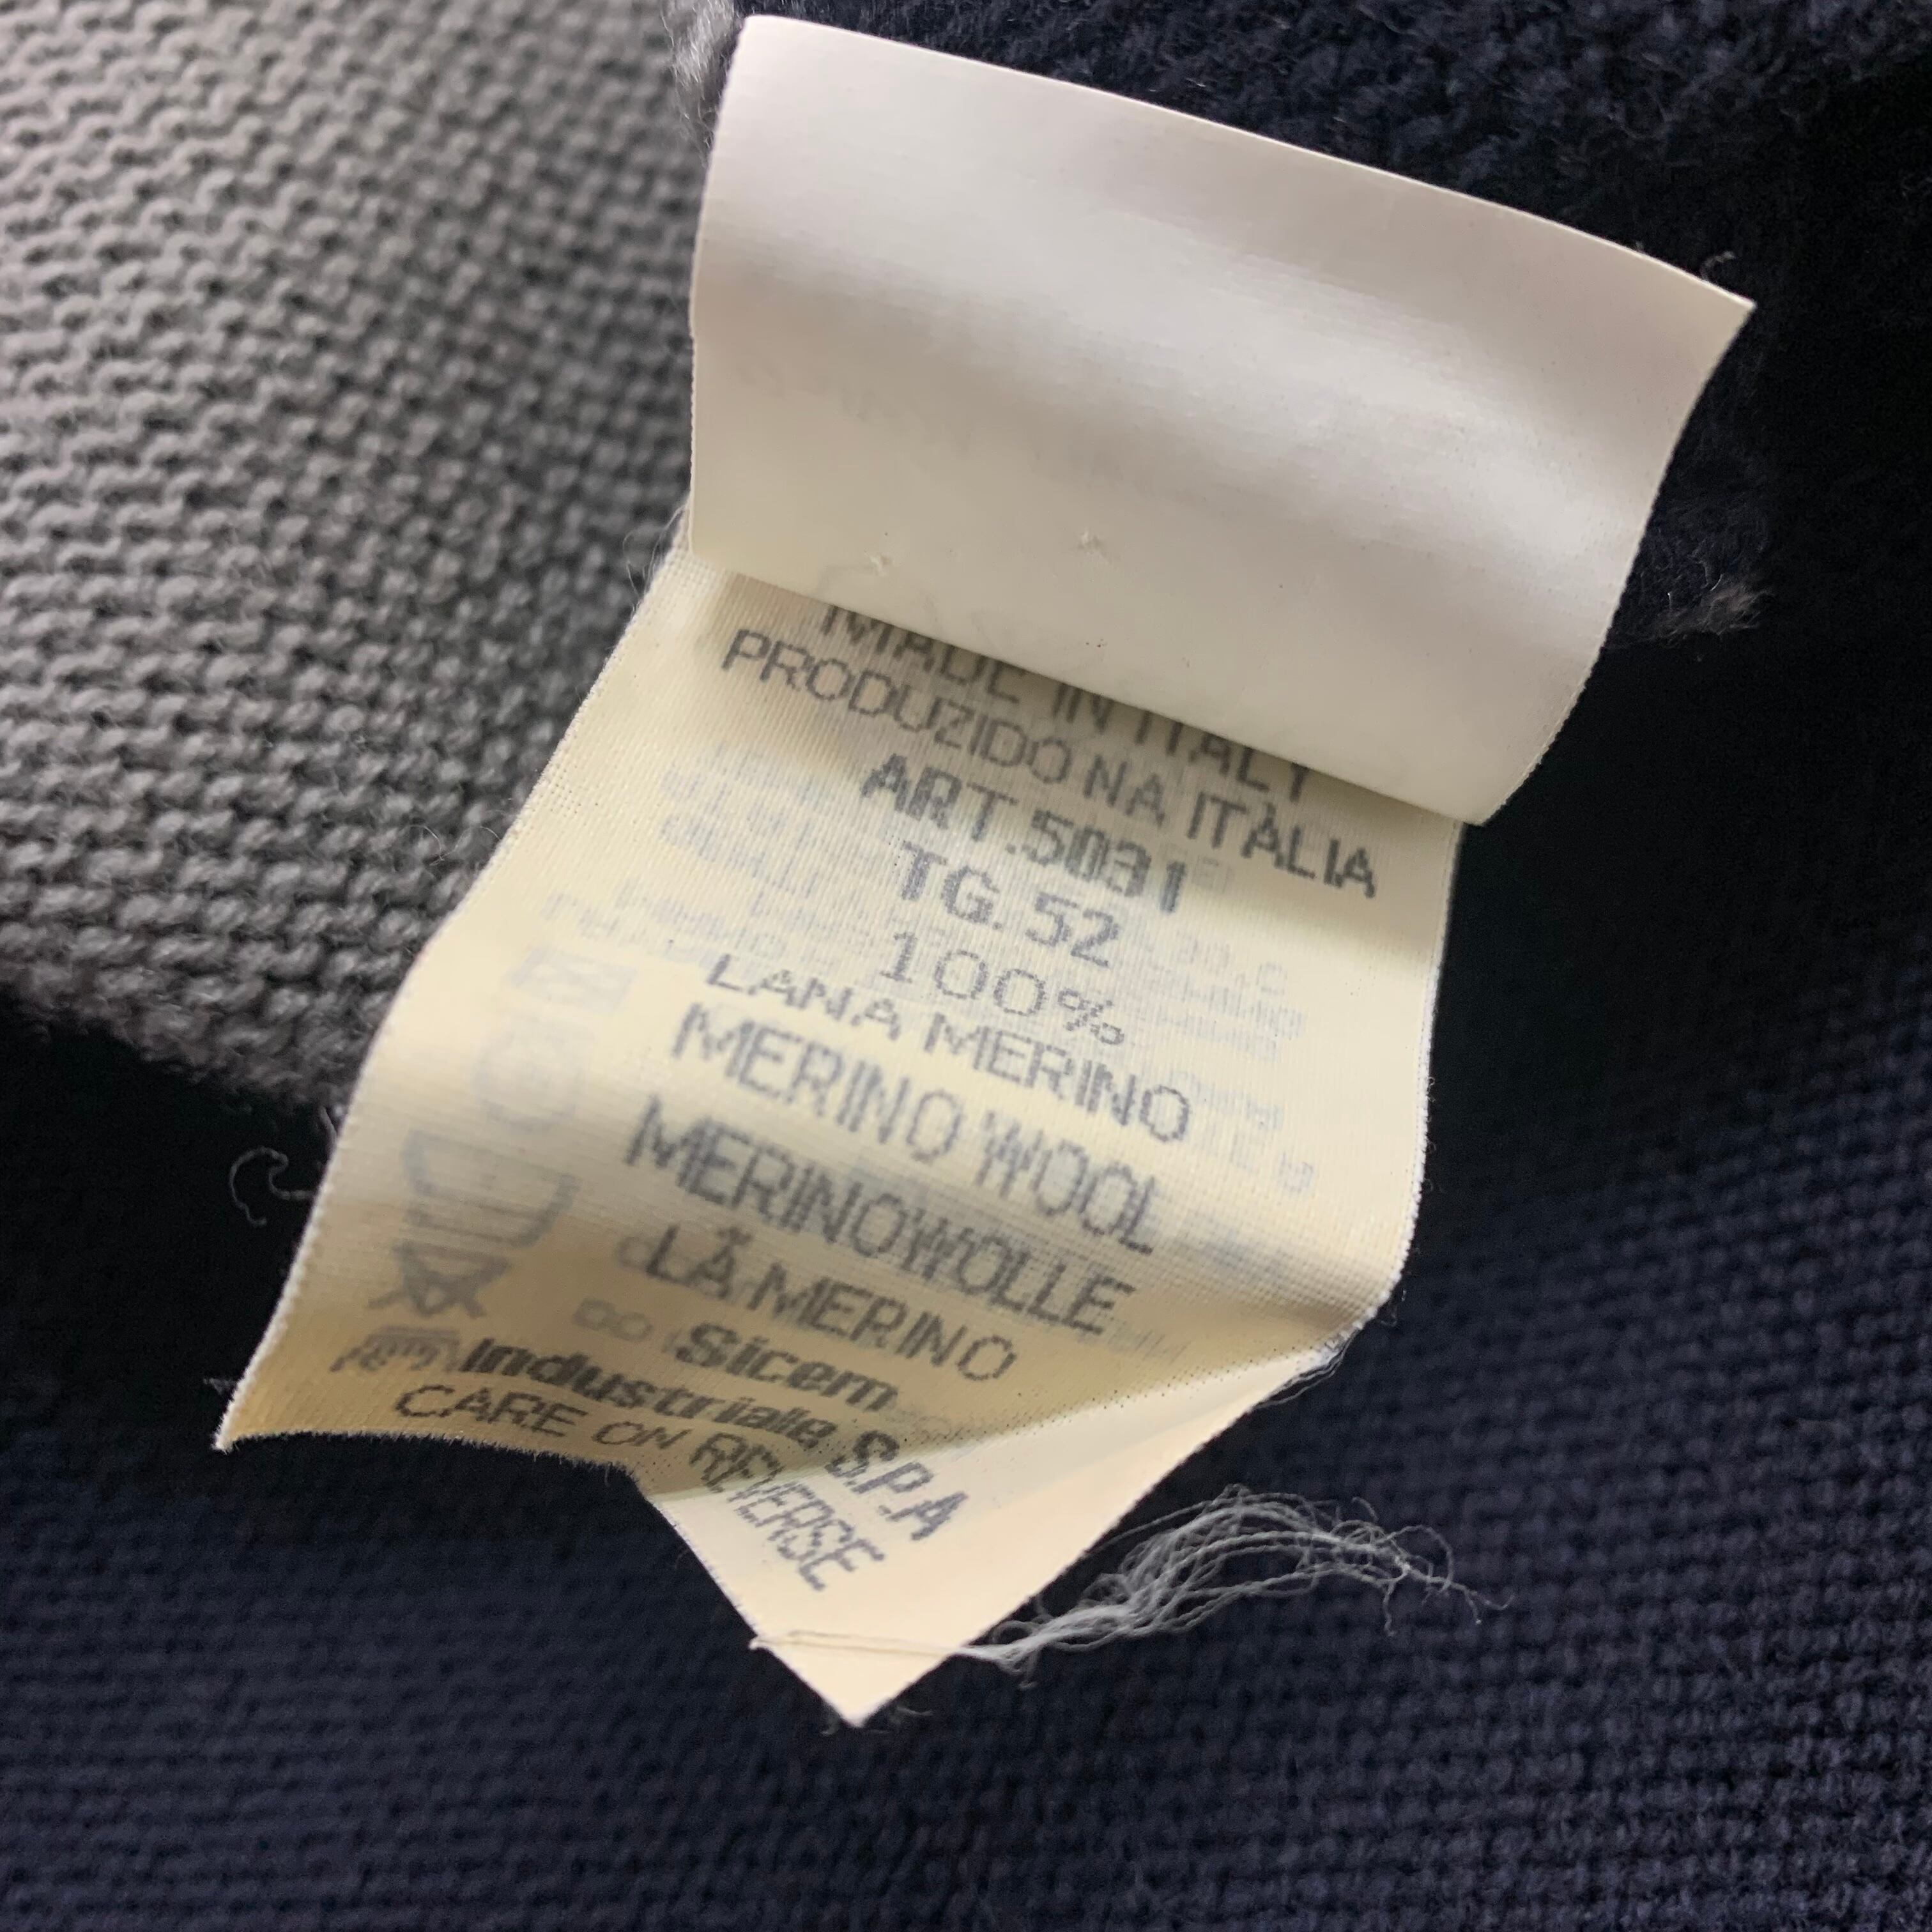 MADE IN ITALY
PRODUZIDO NA ITÀLIA
ART.5031
TG. 52
100%
LANA MERINO
MERINO WOOL
MERINOWOLLE
LÃ MERINO
Sicem
Industriale S.P.A
CARE ON REVERSE